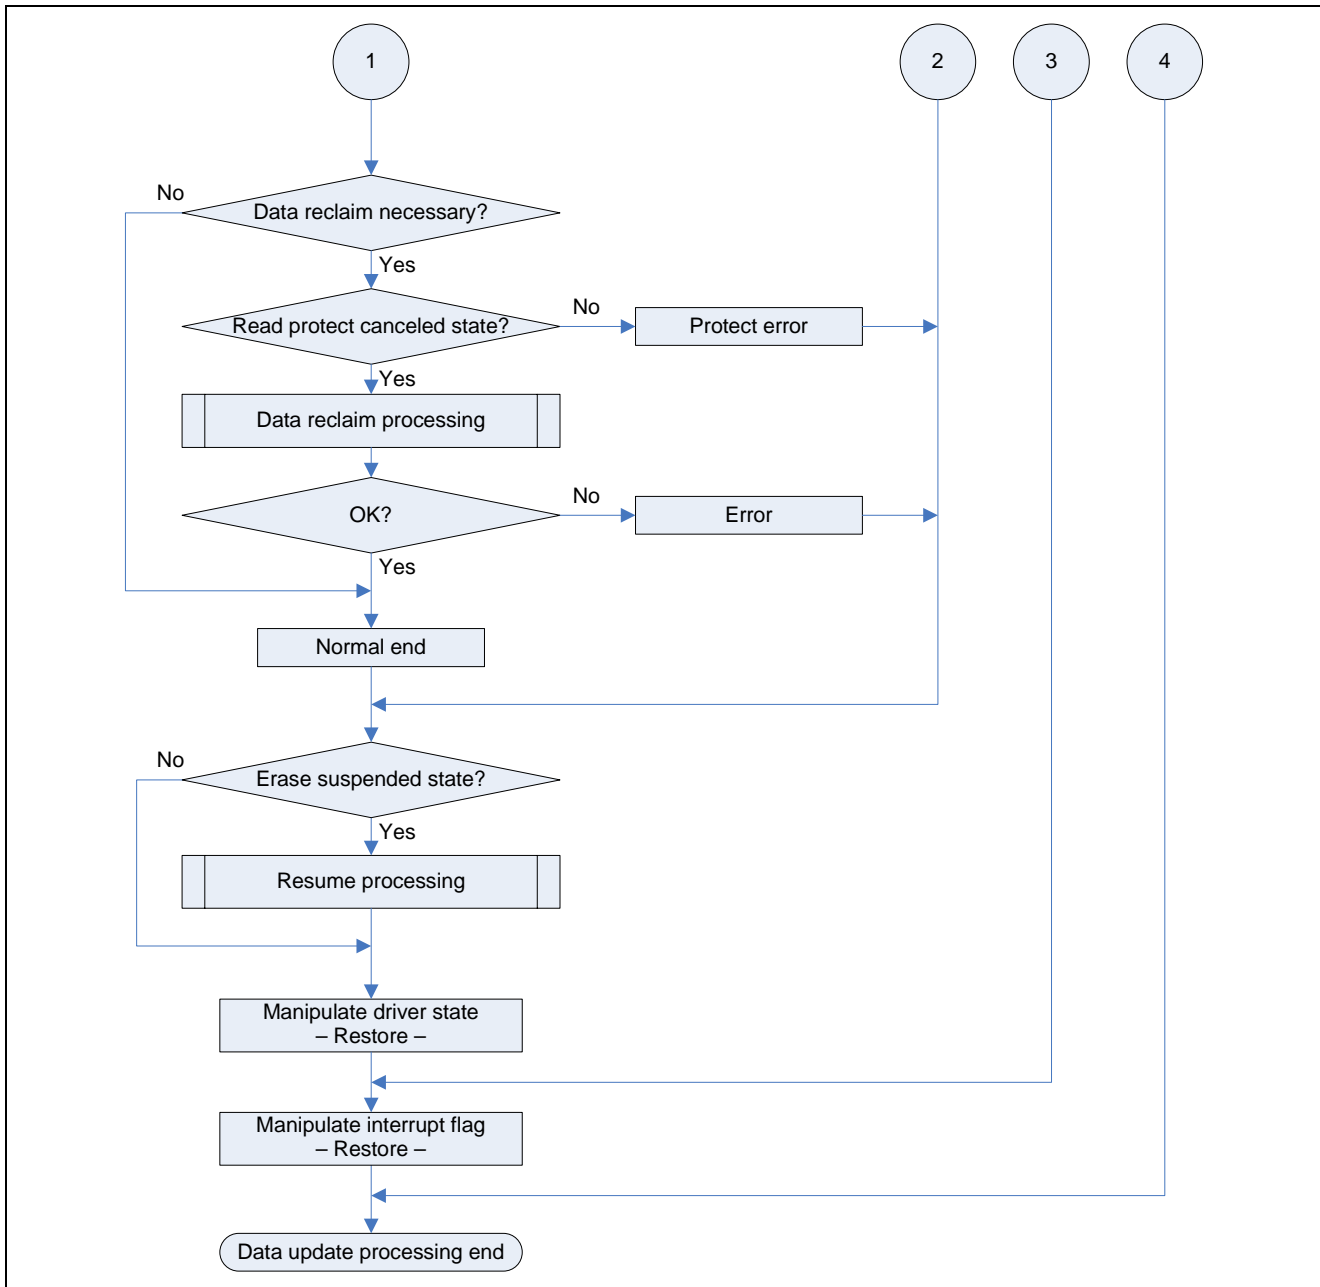 1
2
3
4
No
Data reclaim necessary?
Yes
Read protect canceled state?
No
Protect error
Yes
Data reclaim processing
OK?
No
Error
Yes
Normal end
No
Erase suspended state?
Yes
Resume processing
Manipulate driver state
– Restore –
Manipulate interrupt flag
– Restore –
Data update processing end